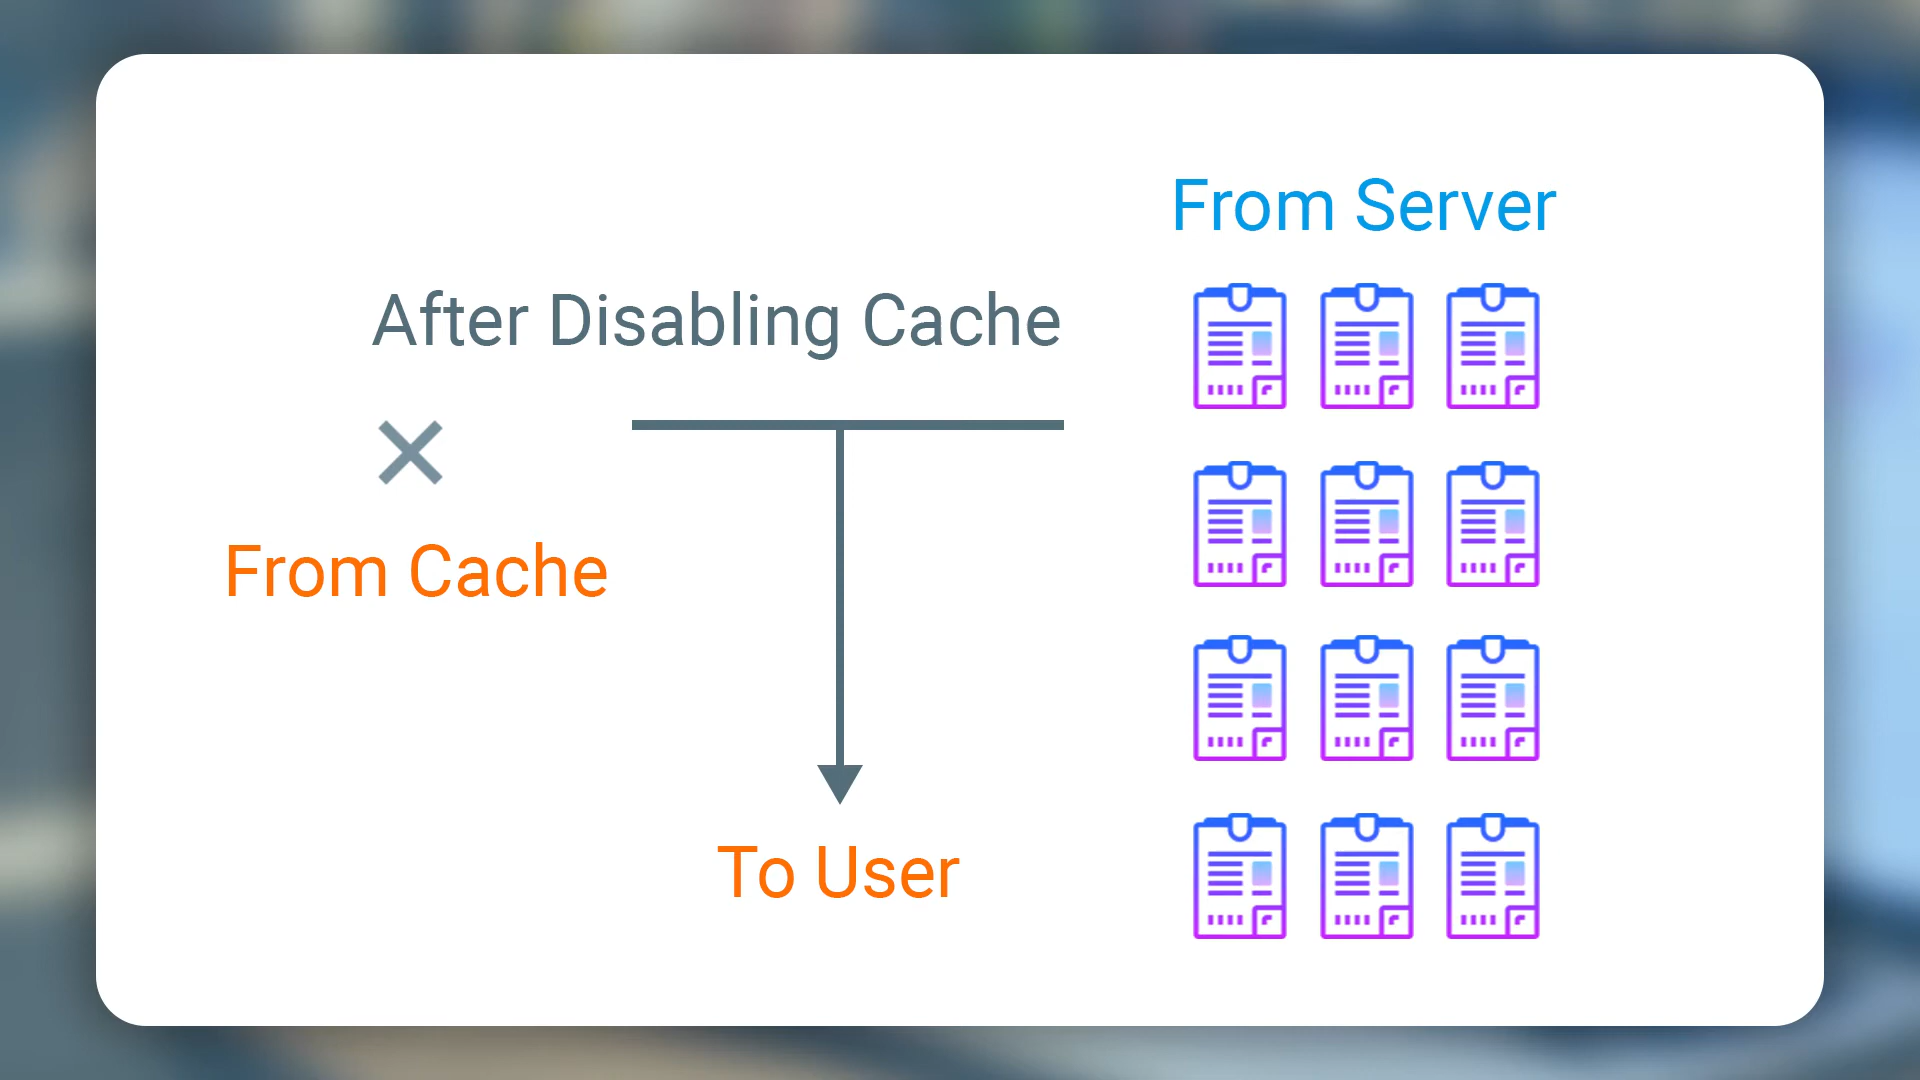 From Server
After Disabling Cache
From Cache
To User